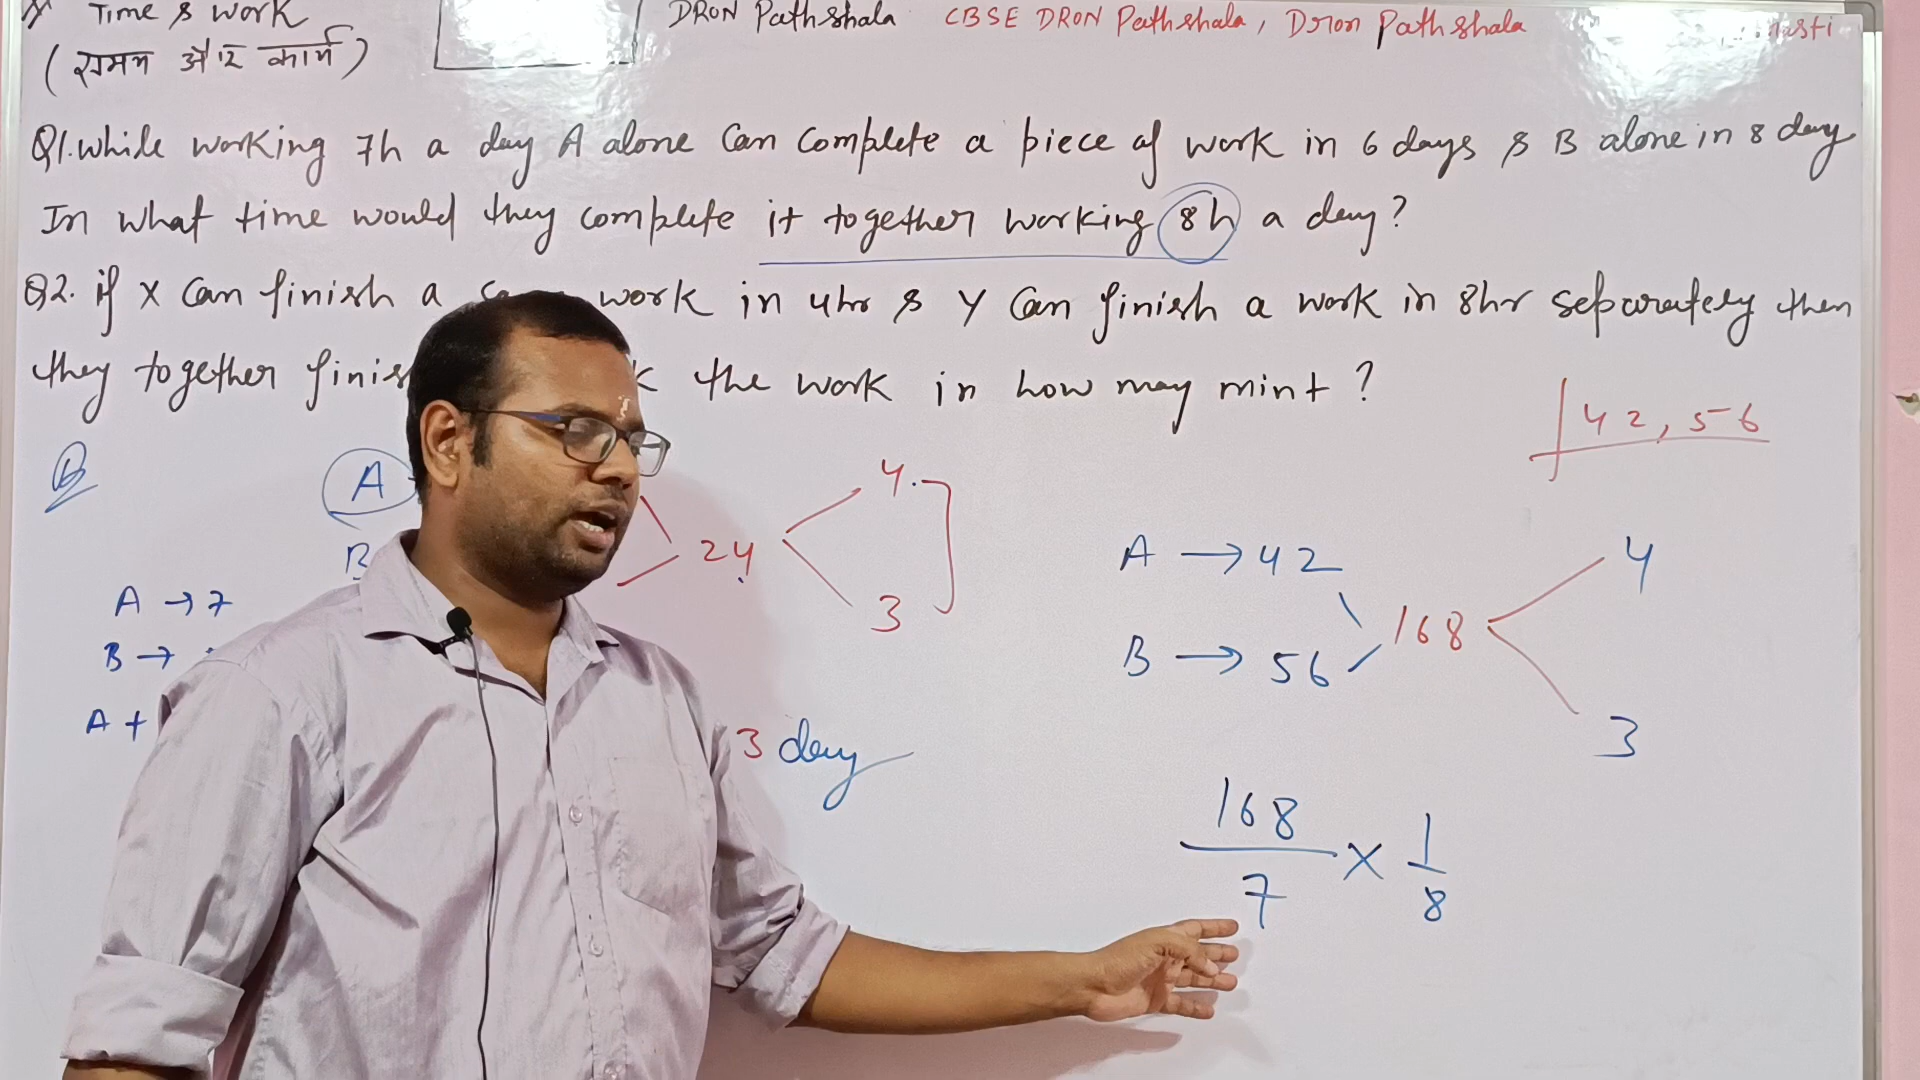 Time & work
(समय और कार्य)
DRON Pathshala CBSE DRON Pathshala, Dron Pathshala
Q1. While working 7h a day A alone Can Complete a piece of work in 6 days & B alone in 8 day
In what time would they complete it together working 8h a day?
Q2. if X Can finish a work in 4hr & Y Can finish a work in 8hr separately then
they together finish the work in how may mint?
42, 56
A
B
24
4
3
A → 7
B →
A +
3 day
A → 42
B → 56
168
4
3
168/7 × 1/8